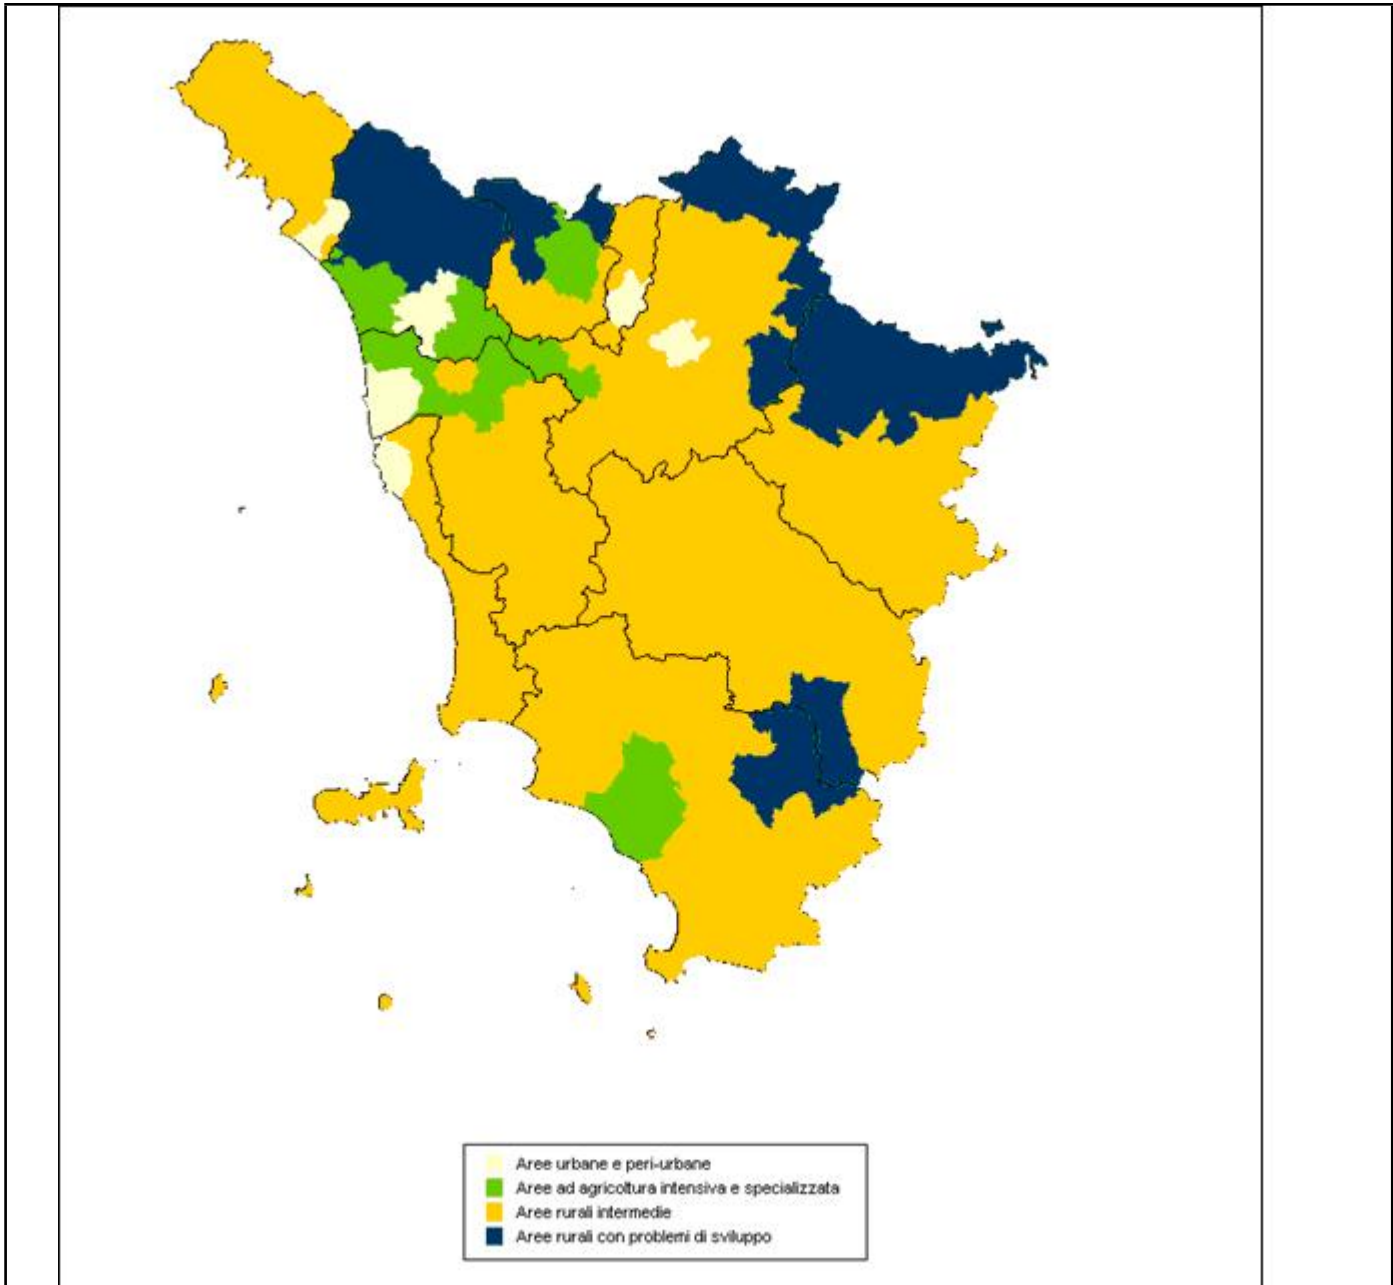 Aree urbane e peri-urbane
Aree ad agricoltura intensiva e specializzata
Aree rurali intermedie
Aree rurali con problemi di sviluppo